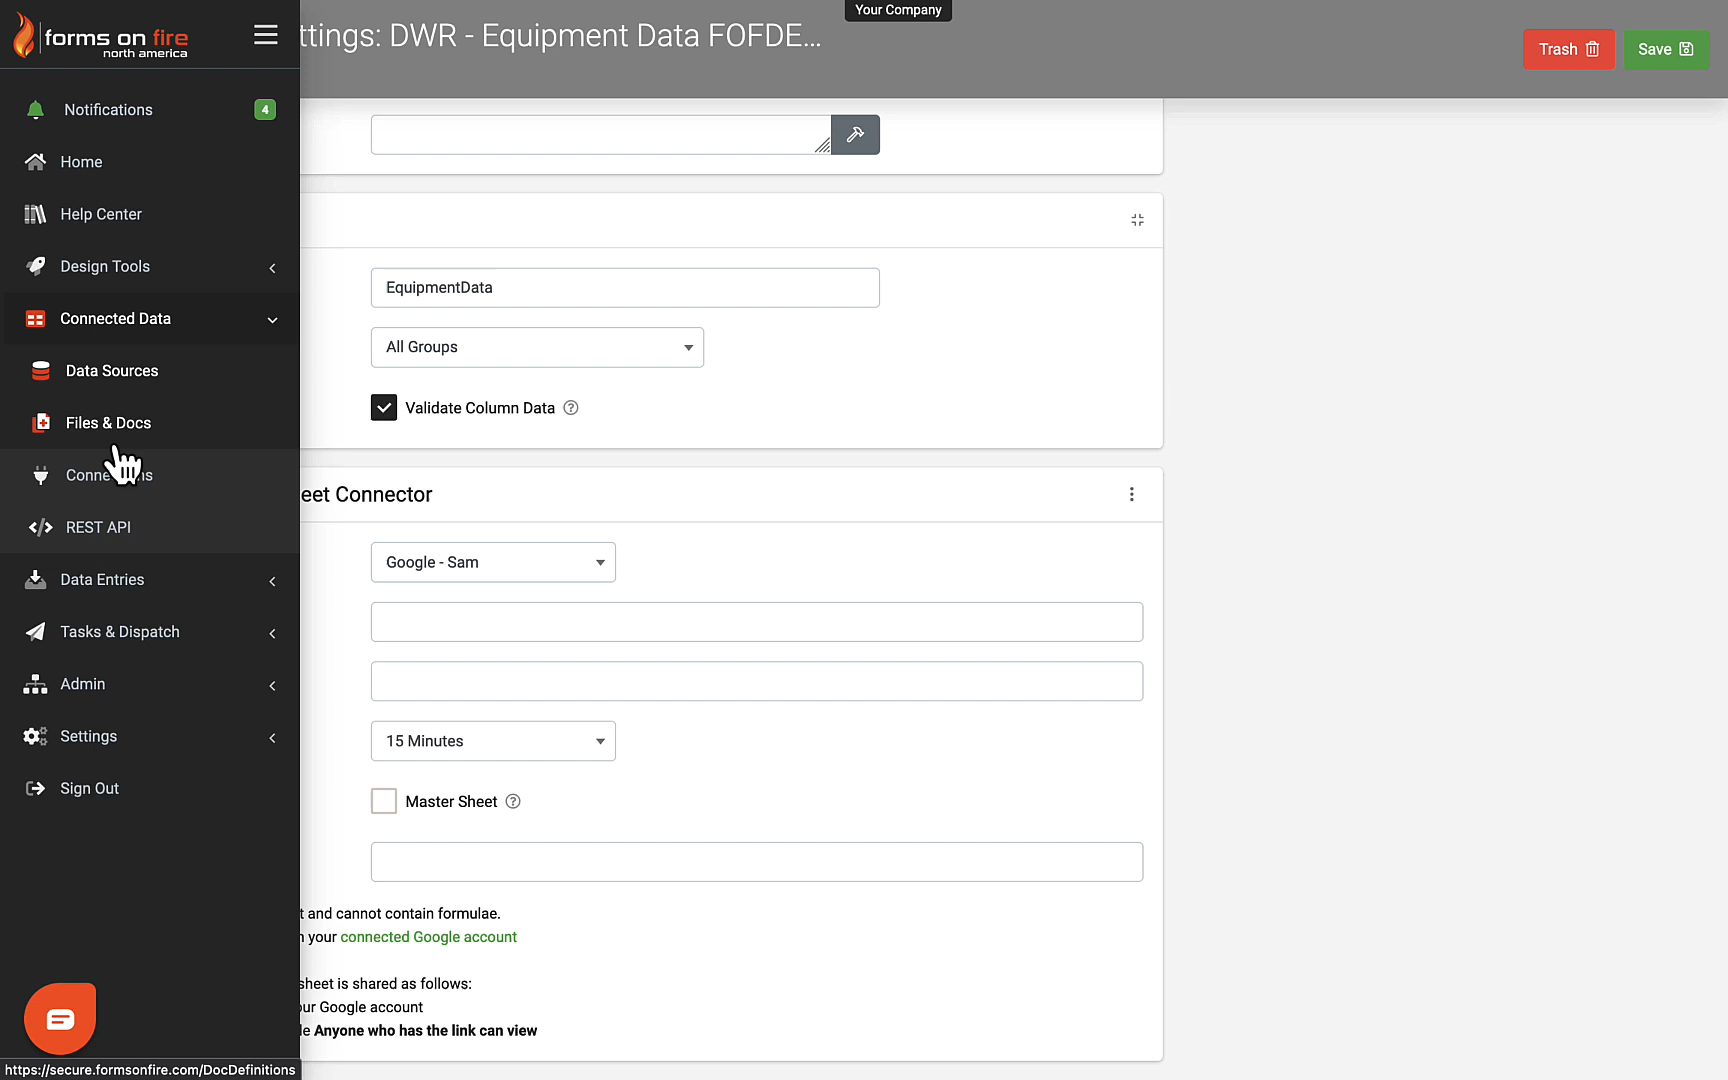 Your Company
forms on fire
north america
ttings: DWR - Equipment Data FOFDE...
Trash
Save
Notifications
4
Home
Help Center
Design Tools
Connected Data
EquipmentData
All Groups
Data Sources
Validate Column Data
Files & Docs
REST API
eet Connector
Google - Sam
Data Entries
Tasks & Dispatch
Admin
Settings
15 Minutes
Sign Out
Master Sheet
t and cannot contain formulae.
n your connected Google account
sheet is shared as follows:
our Google account
le Anyone who has the link can view
https://secure.formsonfire.com/DocDefinitions